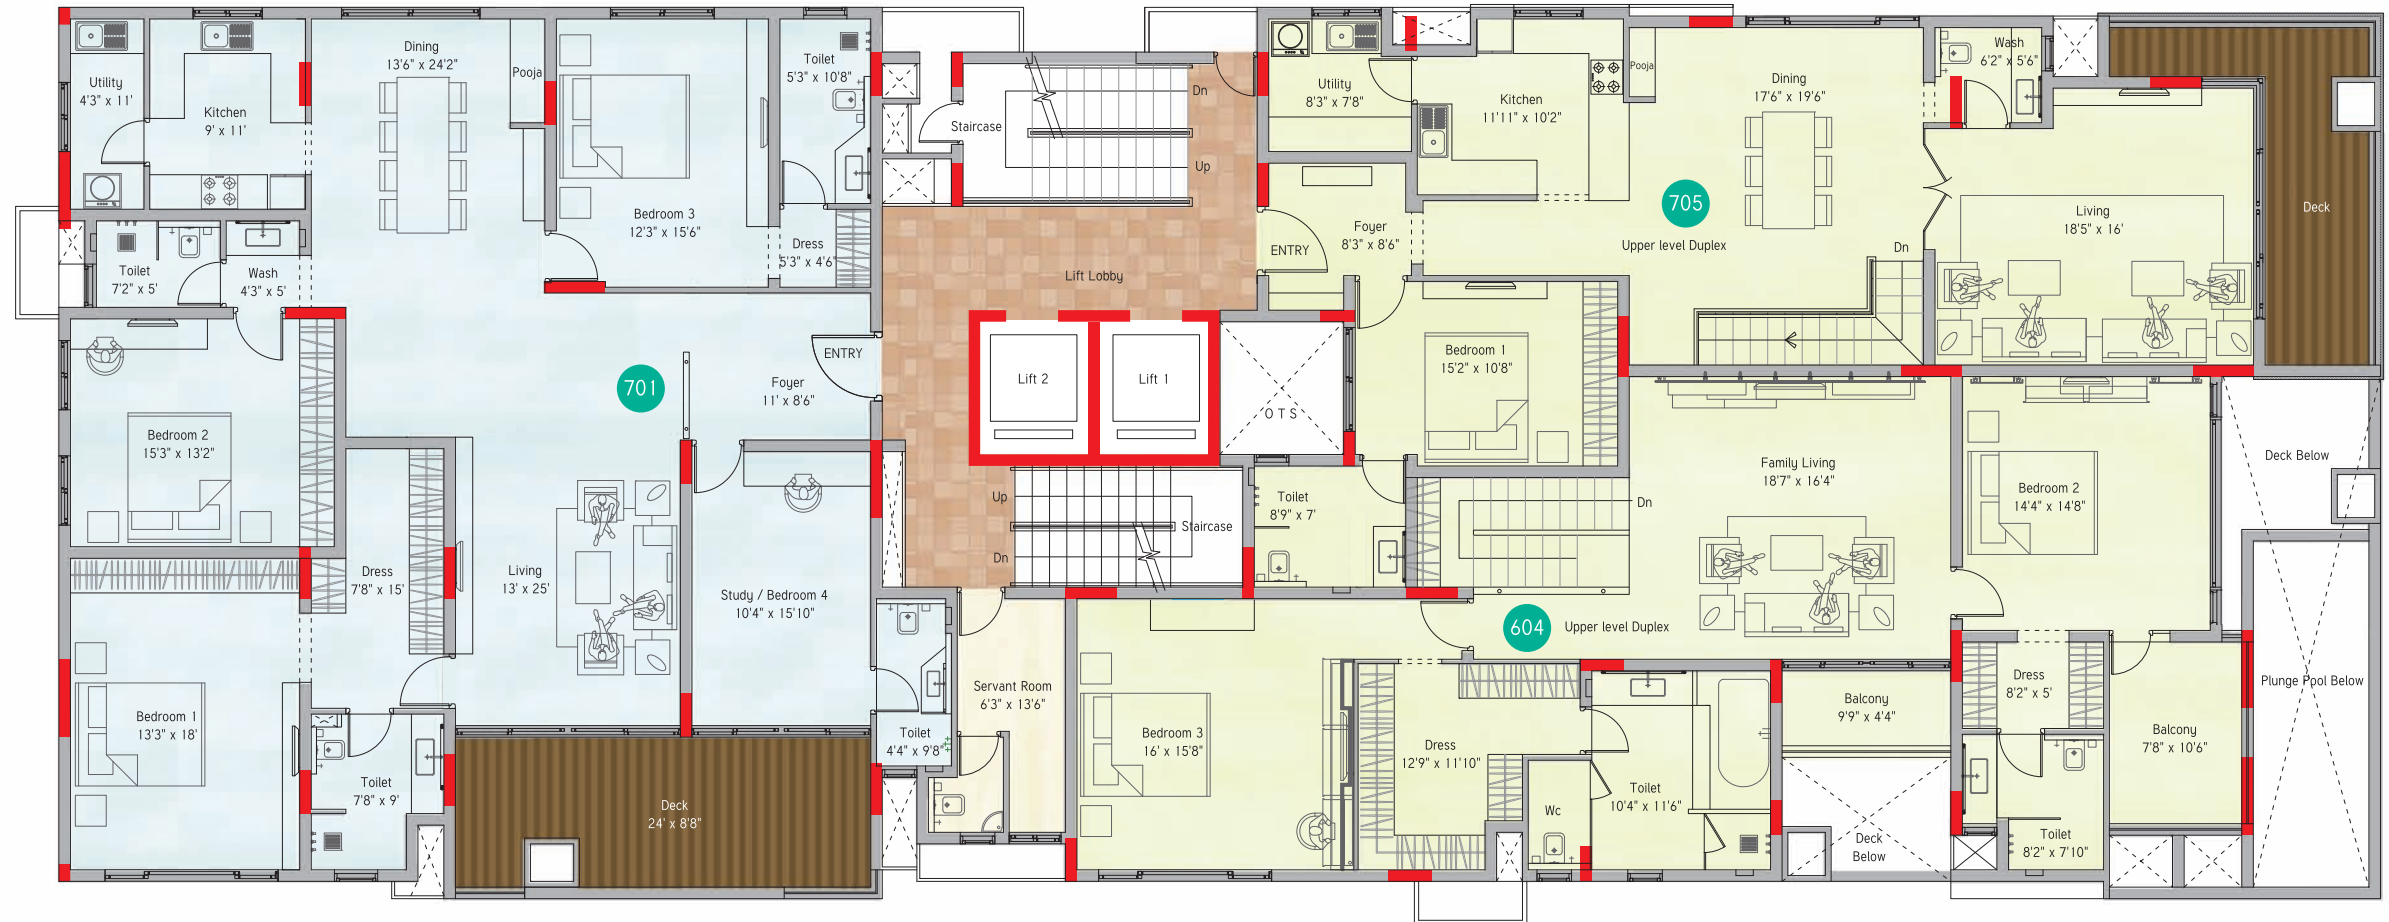 Utility
4'3" x 11'
Kitchen
9' x 11'
Dining
13'6" x 24'2"
Pooja
Bedroom 3
12'3" x 15'6"
Toilet
5'3" x 10'8"
Dress
5'3" x 4'6"
Toilet
7'2" x 5'
Wash
4'3" x 5'
Bedroom 2
15'3" x 13'2"
701
ENTRY
Foyer
11' x 8'6"
Dress
7'8" x 15'
Living
13' x 25'
Study / Bedroom 4
10'4" x 15'10"
Bedroom 1
13'3" x 18'
Toilet
7'8" x 9'
Deck
24' x 8'8"
Toilet
4'4" x 9'8"
Servant Room
6'3" x 13'6"
Staircase
Dn
Up
Lift Lobby
Lift 2
Lift 1
O T S
Up
Dn
Staircase
Utility
8'3" x 7'8"
Kitchen
11'11" x 10'2"
Pooja
Dining
17'6" x 19'6"
Wash
6'2" x 5'6"
705
Upper level Duplex
Foyer
8'3" x 8'6"
ENTRY
Dn
Living
18'5" x 16'
Deck
Bedroom 1
15'2" x 10'8"
Toilet
8'9" x 7'
Dn
Family Living
18'7" x 16'4"
Bedroom 2
14'4" x 14'8"
Deck Below
604
Upper level Duplex
Bedroom 3
16' x 15'8"
Dress
12'9" x 11'10"
Wc
Toilet
10'4" x 11'6"
Balcony
9'9" x 4'4"
Deck
Below
Dress
8'2" x 5'
Balcony
7'8" x 10'6"
Toilet
8'2" x 7'10"
Plunge Pool Below